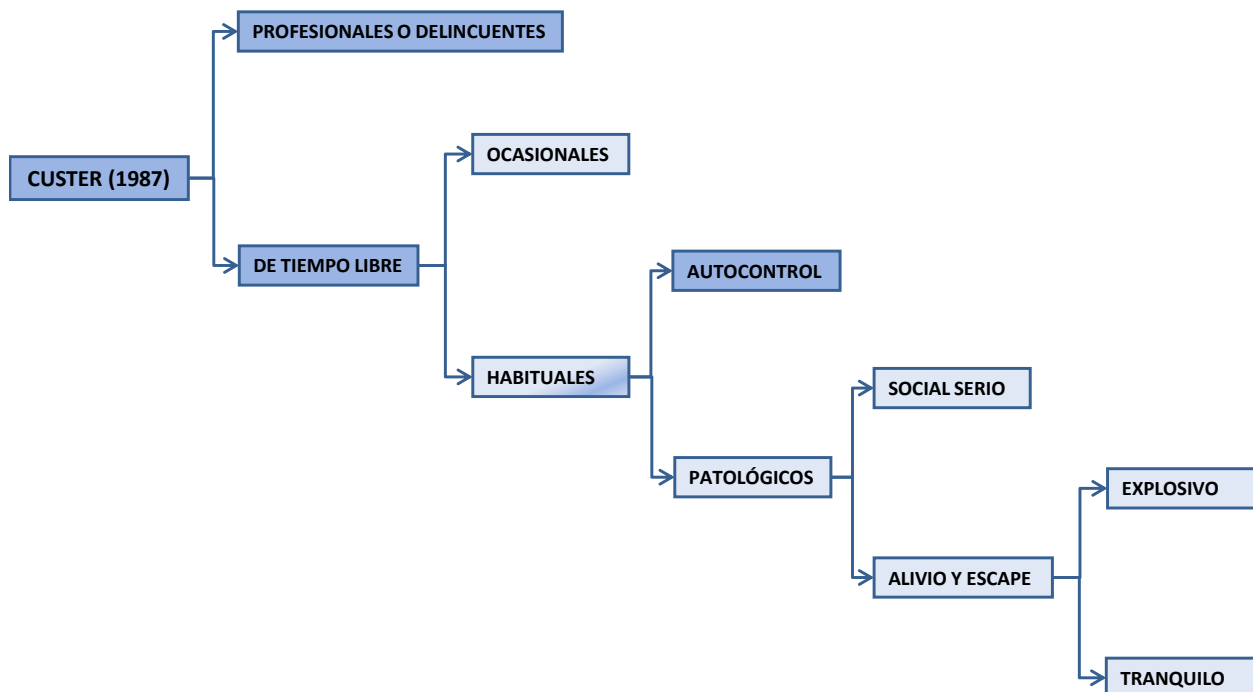 PROFESIONALES O DELINCUENTES
OCASIONALES
CUSTER (1987)
DE TIEMPO LIBRE
AUTOCONTROL
HABITUALES
SOCIAL SERIO
PATOLÓGICOS
EXPLOSIVO
ALIVIO Y ESCAPE
TRANQUILO